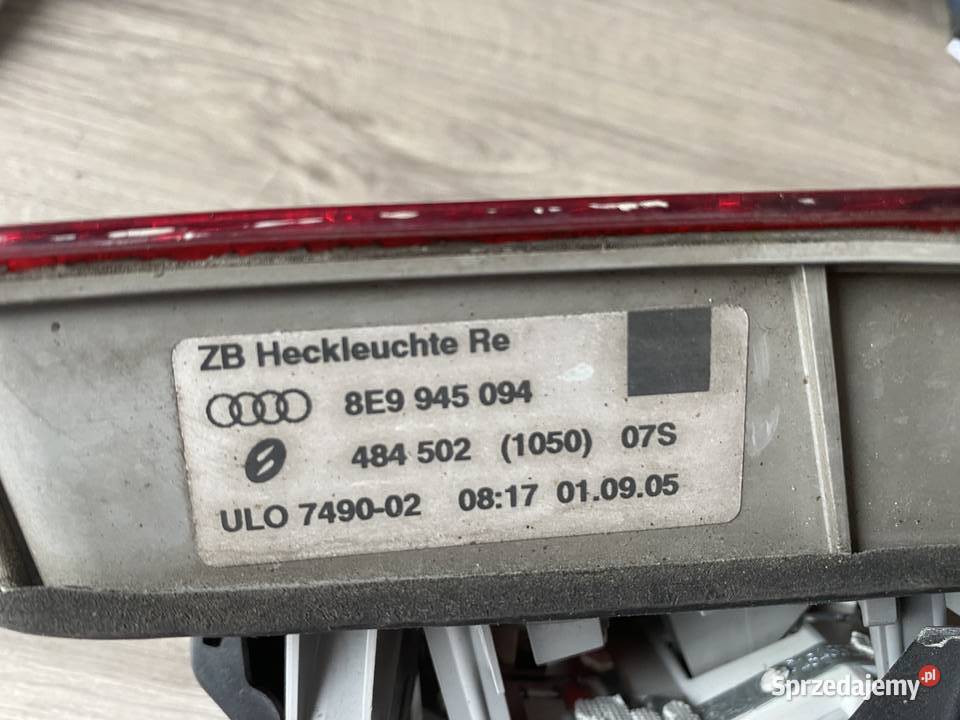 ZB Heckleuchte Re
8E9 945 094
484 502 (1050) 07S
ULO 7490-02 08:17 01.09.05
Sprzedajemy.pl